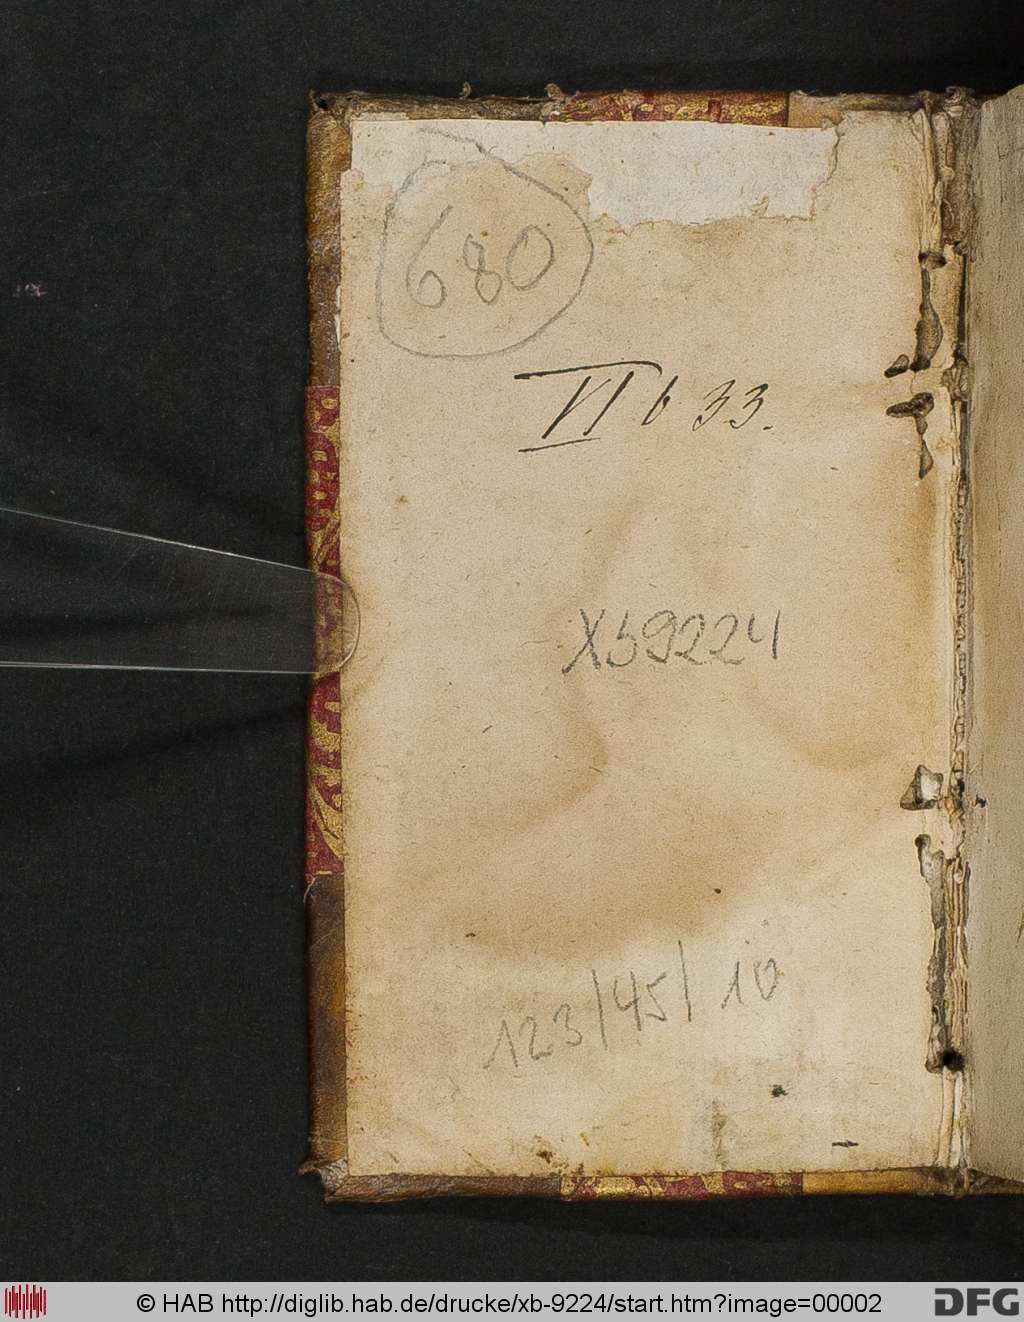 680
VI b 33.
Xb9224
123/45/10
© HAB http://diglib.hab.de/drucke/xb-9224/start.htm?image=00002
DFG